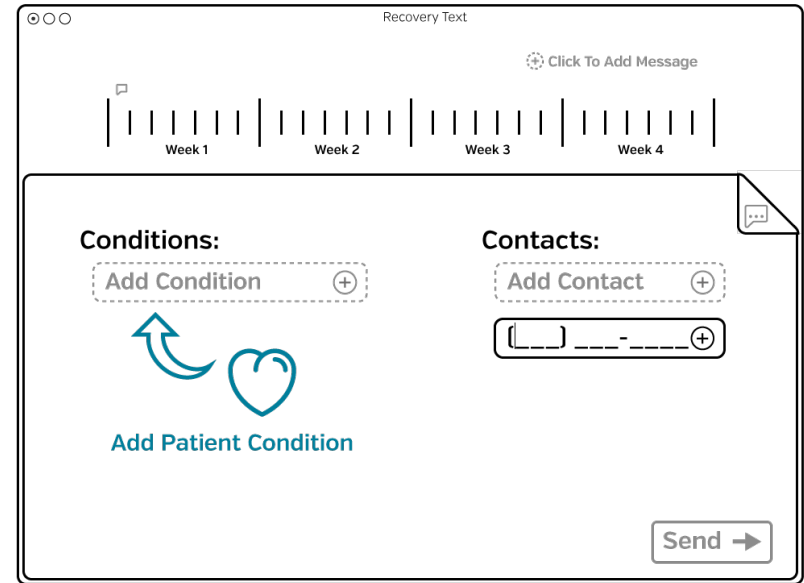 Recovery Text
Click To Add Message
Week 1 Week 2 Week 3 Week 4
Conditions: Contacts:
Add Condition Add Contact
(___) ___-____
Add Patient Condition
Send